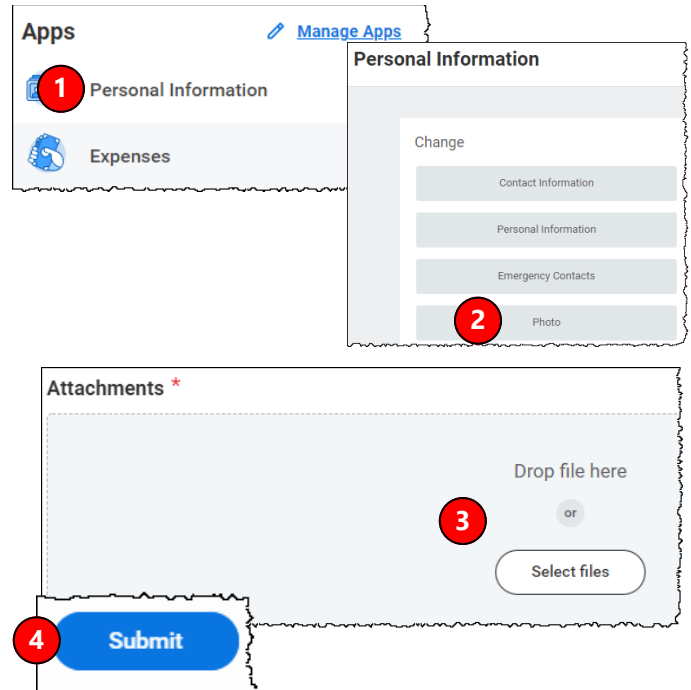 Apps
Manage Apps
1
Personal Information
Expenses
Personal Information
Change
Contact Information
Personal Information
Emergency Contacts
2
Photo
Attachments *
Drop file here
3
or
Select files
4
Submit